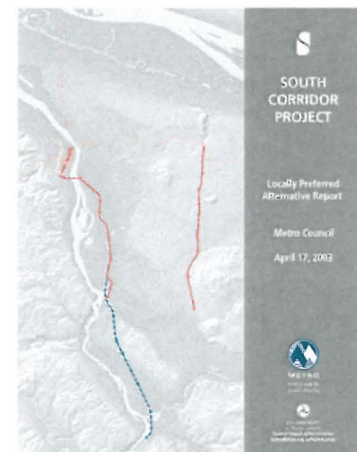 SOUTH
CORRIDOR
PROJECT
Locally Preferred
Alternative Report
Metro Council
April 17, 2003
METRO